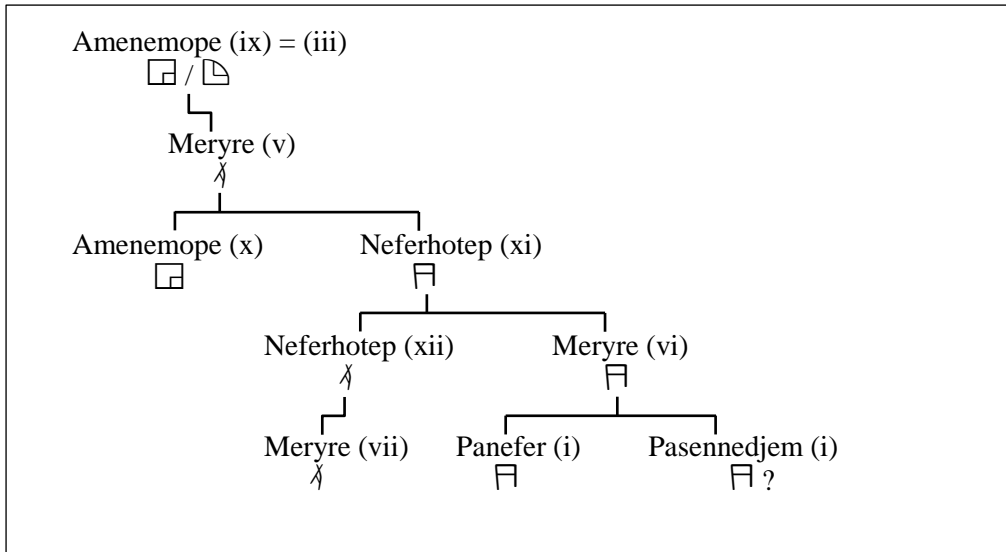 Amenemope (ix) = (iii)
/
Meryre (v)
Amenemope (x) Neferhotep (xi)
Neferhotep (xii) Meryre (vi)
Meryre (vii) Panefer (i) Pasennedjem (i)
?